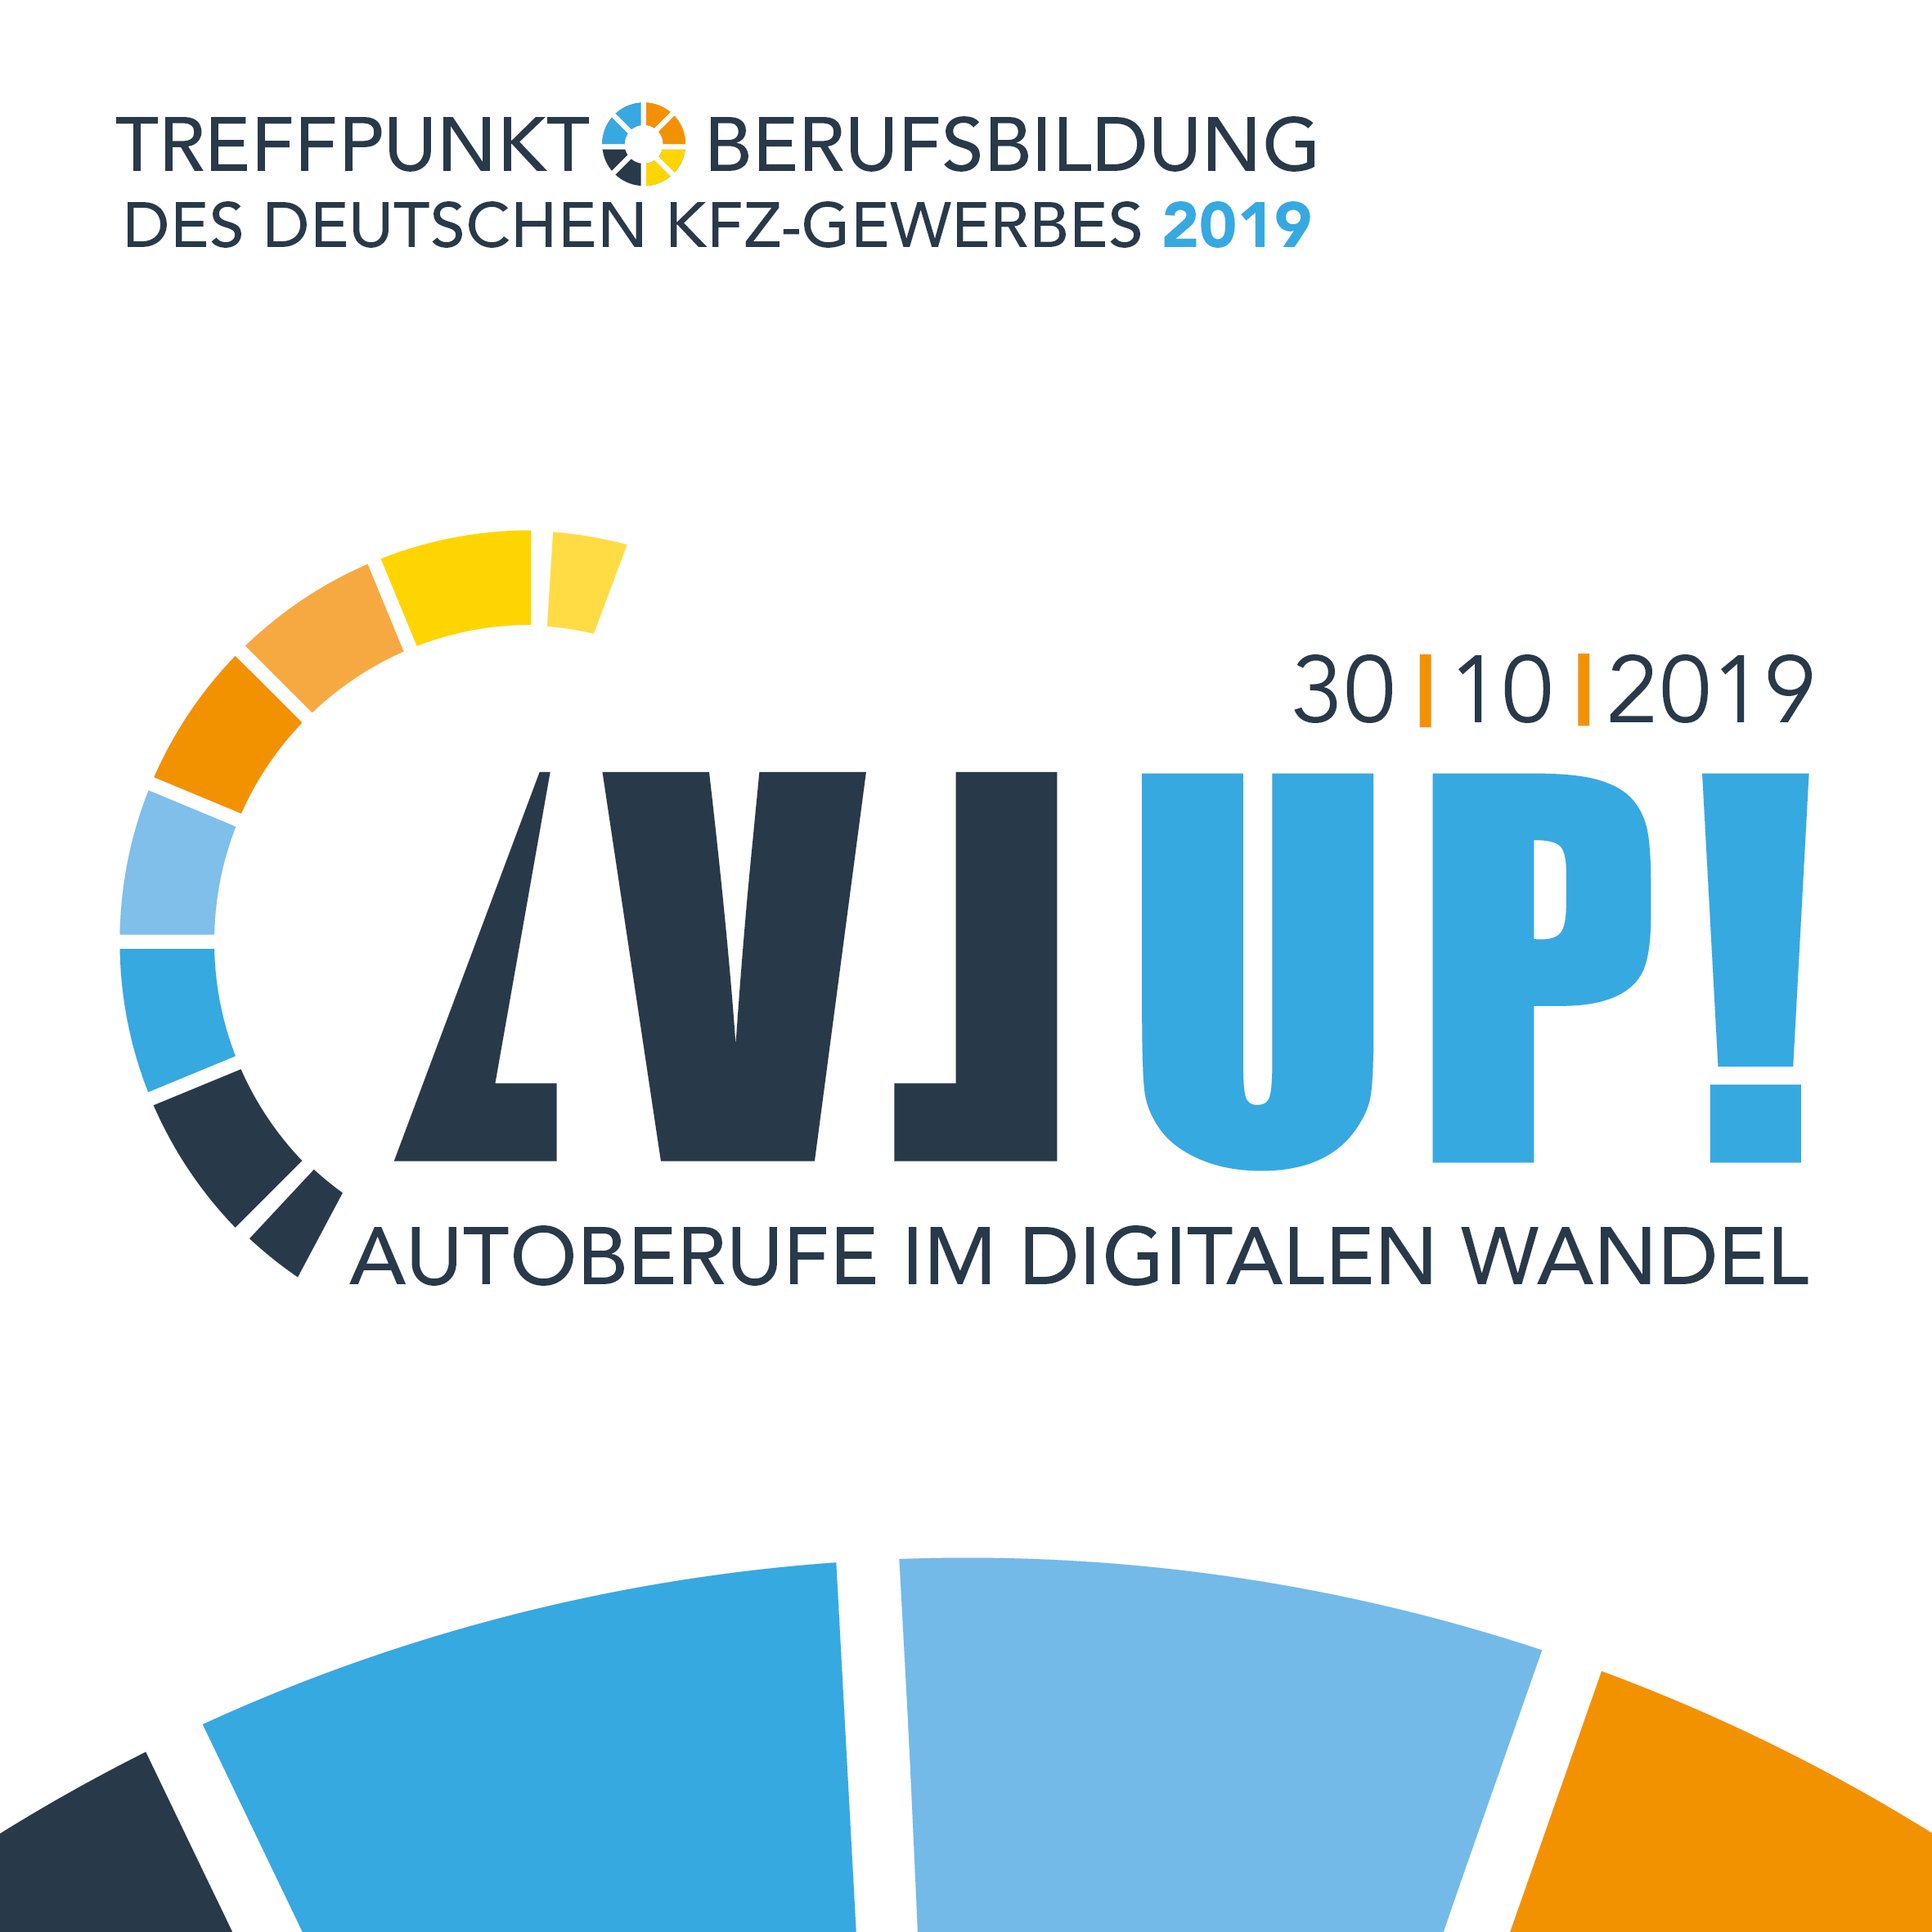 TREFFPUNKT BERUFSBILDUNG
DES DEUTSCHEN KFZ-GEWERBES 2019
30|10|2019
LVL UP!
AUTOBERUFE IM DIGITALEN WANDEL